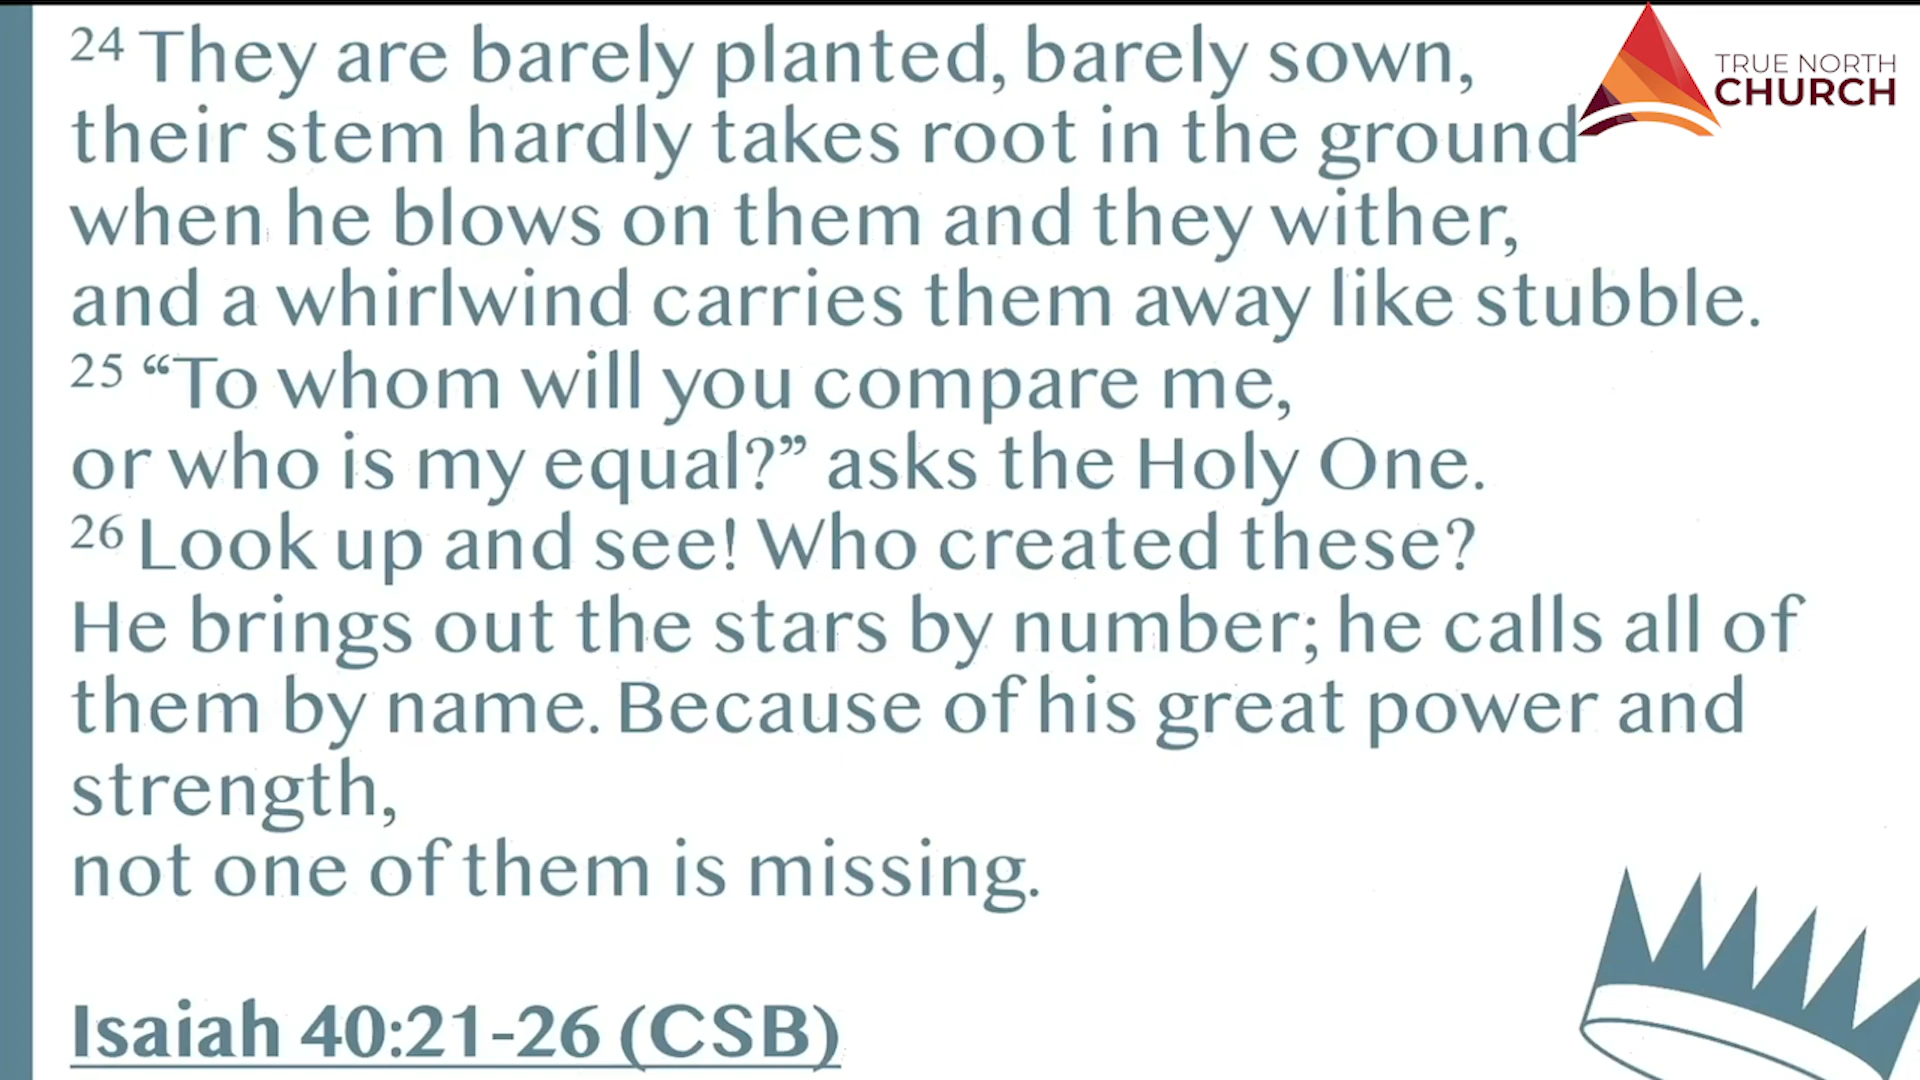 24 They are barely planted, barely sown,
their stem hardly takes root in the ground
when he blows on them and they wither,
and a whirlwind carries them away like stubble.
25 “To whom will you compare me,
or who is my equal?” asks the Holy One.
26 Look up and see! Who created these?
He brings out the stars by number; he calls all of
them by name. Because of his great power and
strength,
not one of them is missing.
Isaiah 40:21-26 (CSB)
TRUE NORTH
CHURCH